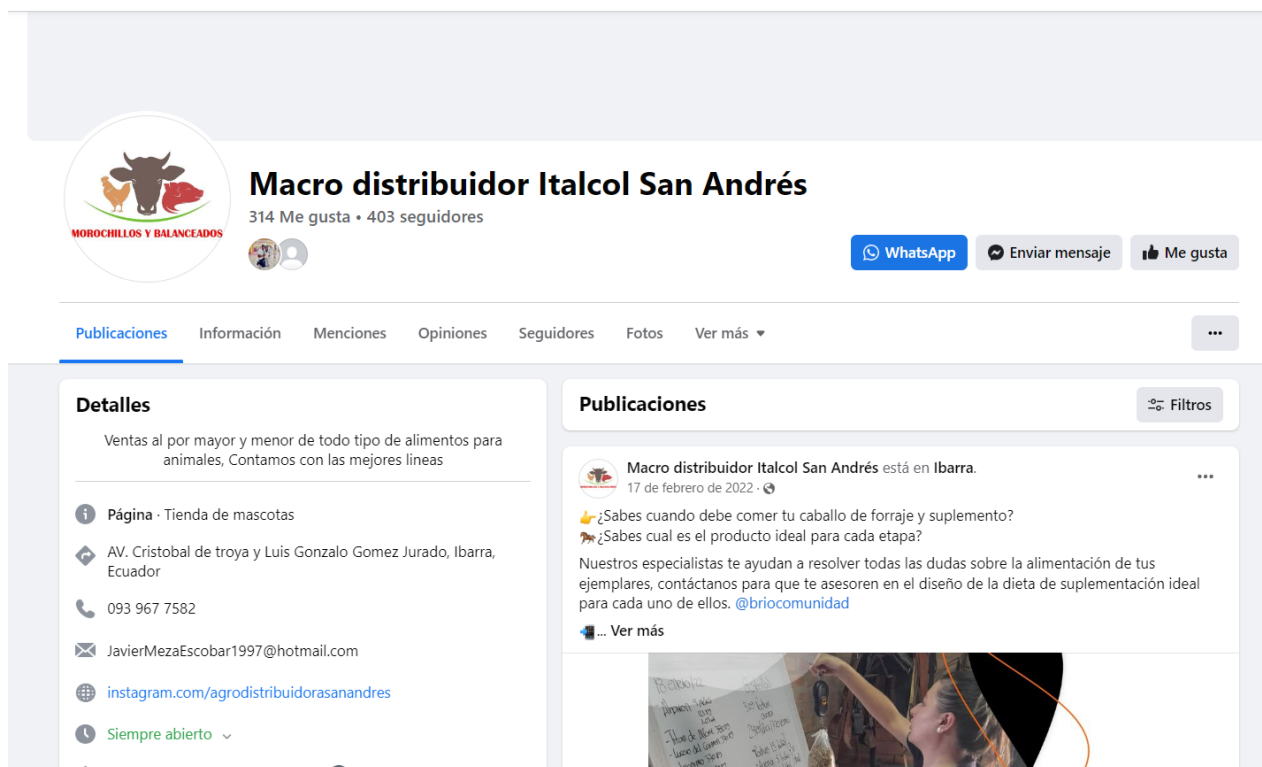 MOROCHILLOS Y BALANCEADOS
Macro distribuidor Italcol San Andrés
314 Me gusta • 403 seguidores
WhatsApp
Enviar mensaje
Me gusta
Publicaciones
Información
Menciones
Opiniones
Seguidores
Fotos
Ver más
Detalles
Ventas al por mayor y menor de todo tipo de alimentos para
animales, Contamos con las mejores lineas
Página · Tienda de mascotas
AV. Cristobal de troya y Luis Gonzalo Gomez Jurado, Ibarra,
Ecuador
093 967 7582
JavierMezaEscobar1997@hotmail.com
instagram.com/agrodistribuidorasanandres
Siempre abierto
Publicaciones
Filtros
Macro distribuidor Italcol San Andrés está en Ibarra.
17 de febrero de 2022 ·
¿Sabes cuando debe comer tu caballo de forraje y suplemento?
¿Sabes cual es el producto ideal para cada etapa?
Nuestros especialistas te ayudan a resolver todas las dudas sobre la alimentación de tus
ejemplares, contáctanos para que te asesoren en el diseño de la dieta de suplementación ideal
para cada uno de ellos. @briocomunidad
... Ver más